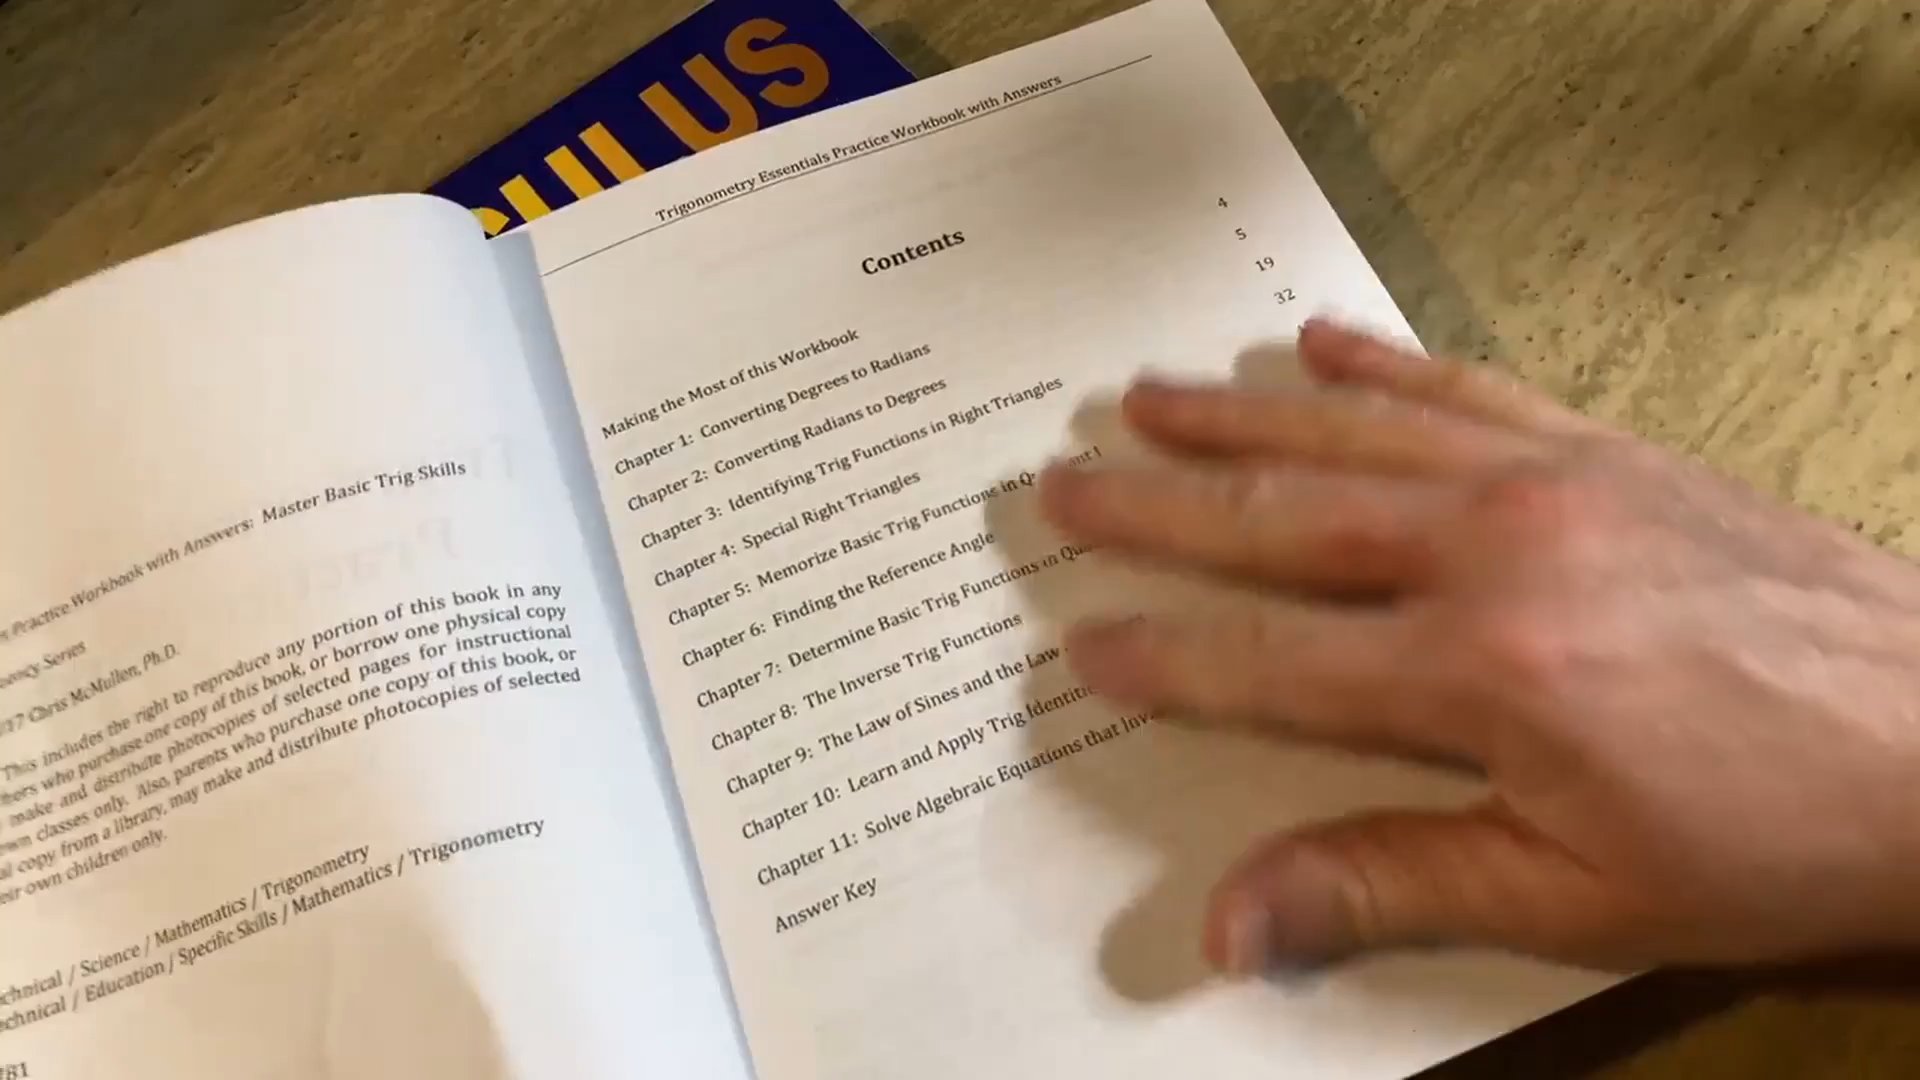 CULUS
Practice Workbook with Answers: Master Basic Trig Skills
Series
Chris McMullen, Ph.D.
This includes the right to reproduce any portion of this book in any
who purchase one copy of this book, or borrow one physical copy
make and distribute photocopies of selected pages for instructional
classes only. Also, parents who purchase one copy of this book, or
copy from a library, may make and distribute photocopies of selected
own children only.
/ Science / Mathematics / Trigonometry
/ Education / Specific Skills / Mathematics / Trigonometry
Trigonometry Essentials Practice Workbook with Answers
Contents
Making the Most of this Workbook 4
Chapter 1: Converting Degrees to Radians 5
Chapter 2: Converting Radians to Degrees 19
Chapter 3: Identifying Trig Functions in Right Triangles 32
Chapter 4: Special Right Triangles
Chapter 5: Memorize Basic Trig Functions in
Chapter 6: Finding the Reference Angle
Chapter 7: Determine Basic Trig Functions in
Chapter 8: The Inverse Trig Functions
Chapter 9: The Law of Sines and the Law
Chapter 10: Learn and Apply Trig
Chapter 11: Solve Algebraic Equations that
Answer Key